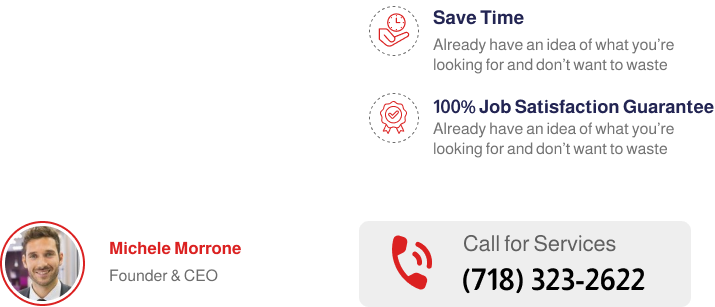 Save Time
Already have an idea of what you’re
looking for and don’t want to waste
100% Job Satisfaction Guarantee
Already have an idea of what you’re
looking for and don’t want to waste
Michele Morrone
Founder & CEO
Call for Services
(718) 323-2622